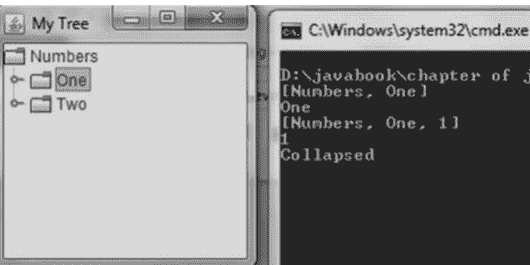 My Tree
Numbers
One
Two
C:\Windows\system32\cmd.exe
D:\javabook\chapter of j
[Numbers, One]
One
[Numbers, One, 1]
1
Collapsed